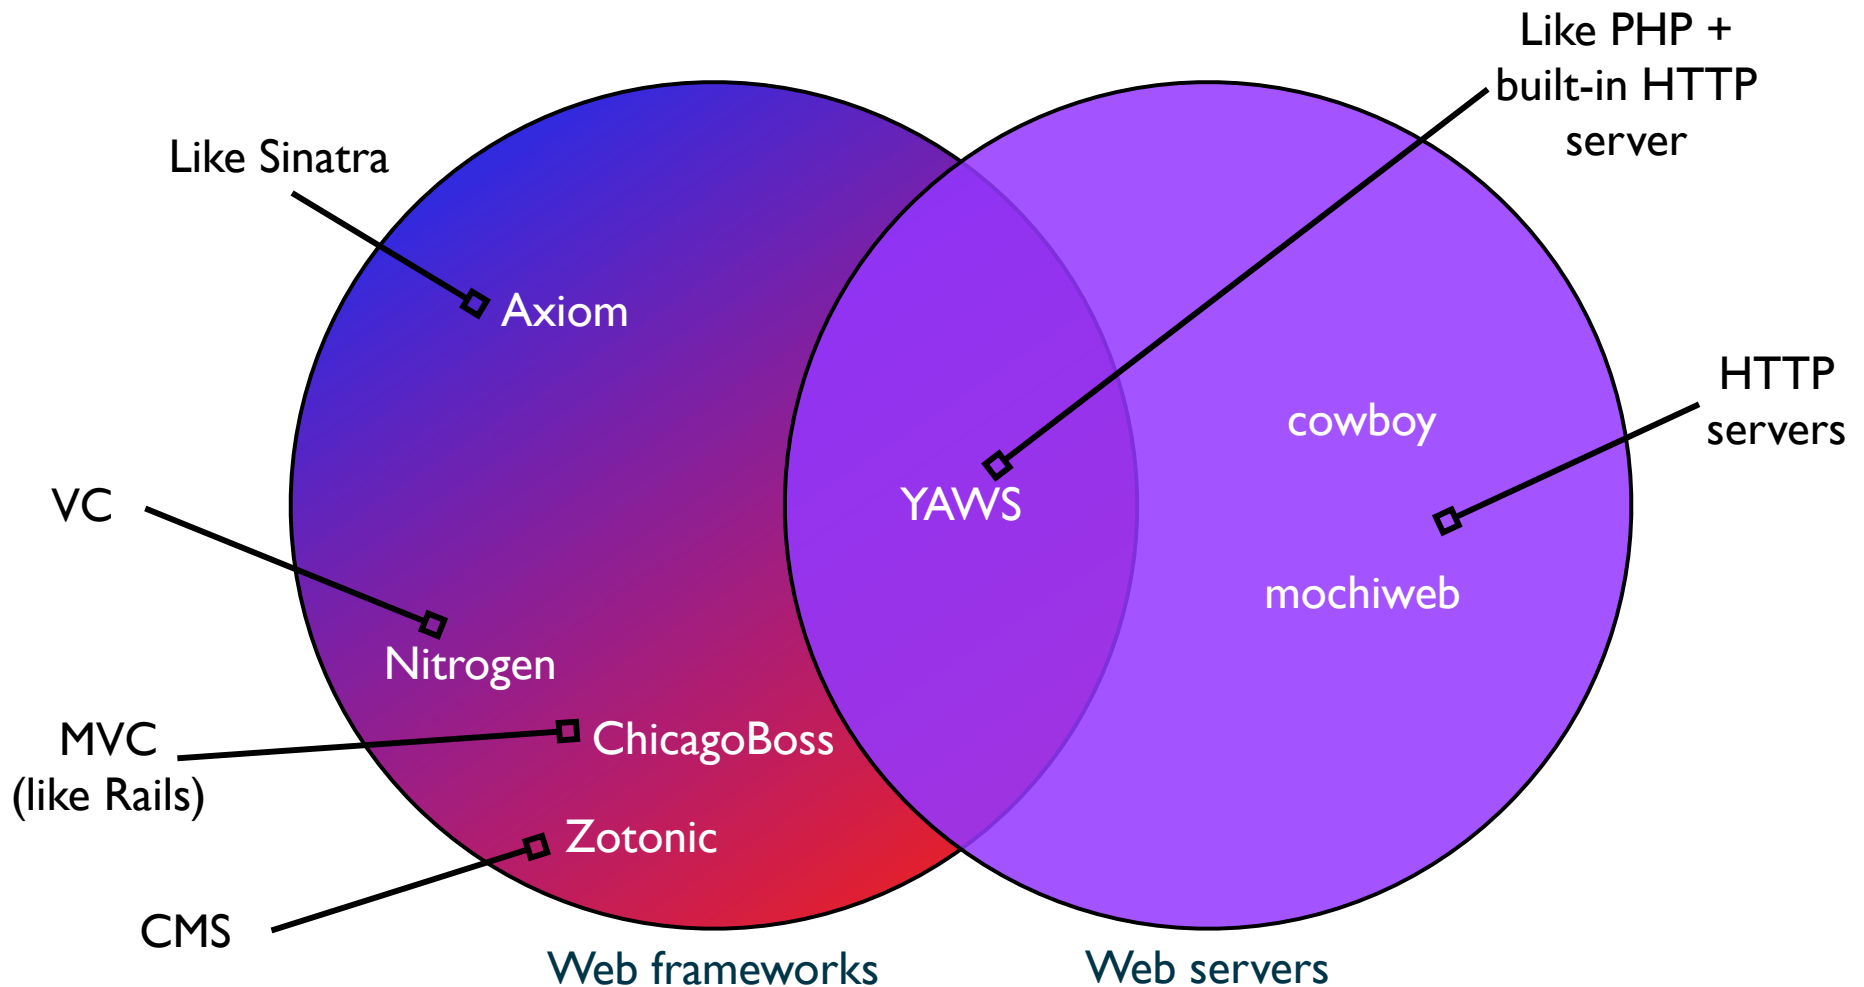 Like PHP +
built-in HTTP
server
Like Sinatra
Axiom
HTTP
servers
cowboy
VC
YAWS
mochiweb
Nitrogen
MVC
(like Rails)
ChicagoBoss
Zotonic
CMS
Web frameworks
Web servers